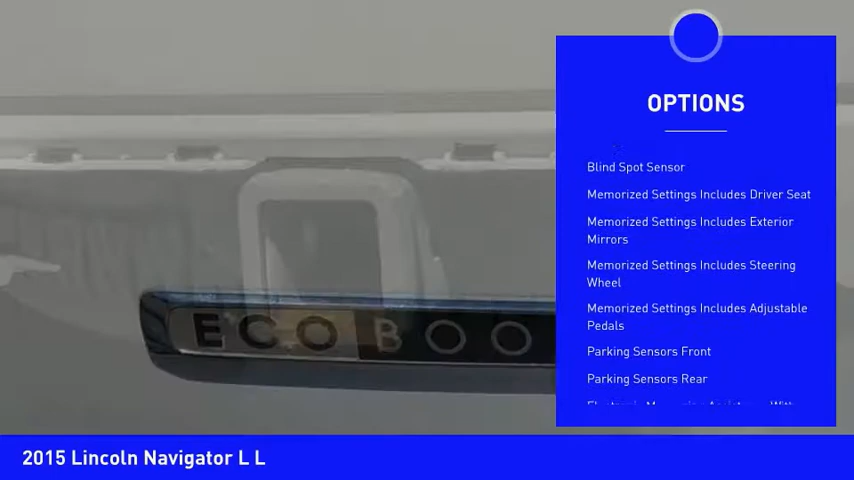 OPTIONS
Blind Spot Sensor
Memorized Settings Includes Driver Seat
Memorized Settings Includes Exterior
Mirrors
Memorized Settings Includes Steering
Wheel
Memorized Settings Includes Adjustable
Pedals
Parking Sensors Front
Parking Sensors Rear
With
ECOBOO
2015 Lincoln Navigator L L